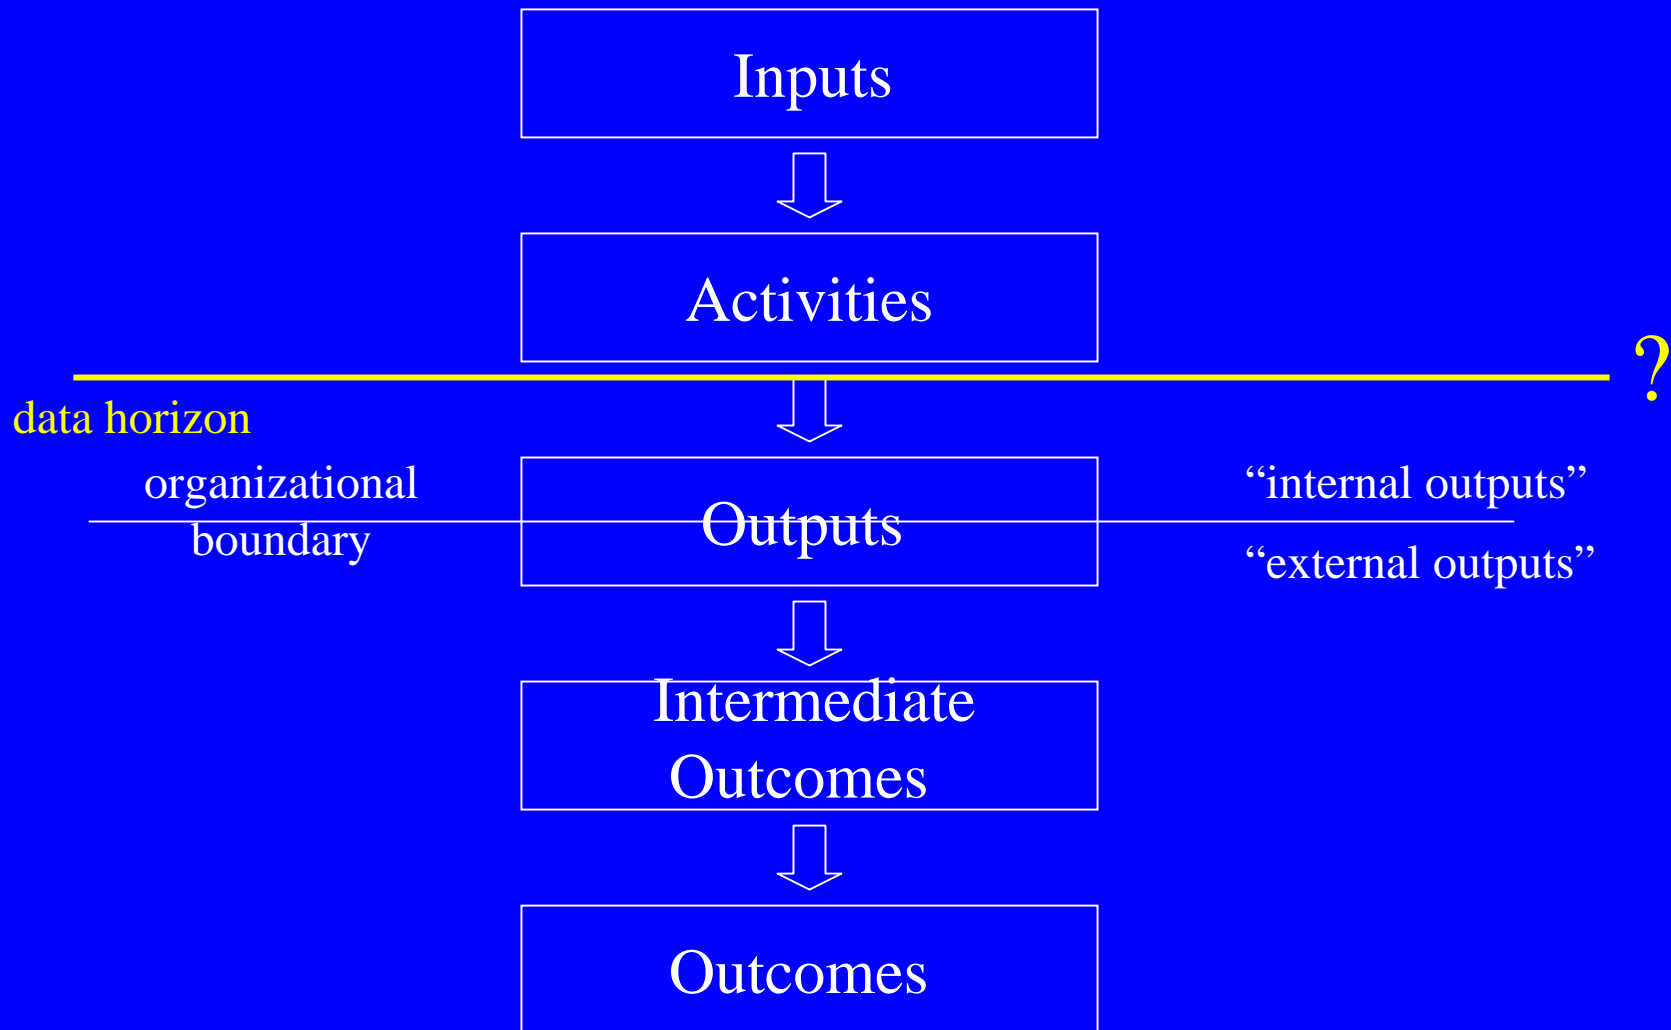 Inputs
Activities
?
data horizon
organizational
boundary
“internal outputs”
Outputs
“external outputs”
Intermediate
Outcomes
Outcomes